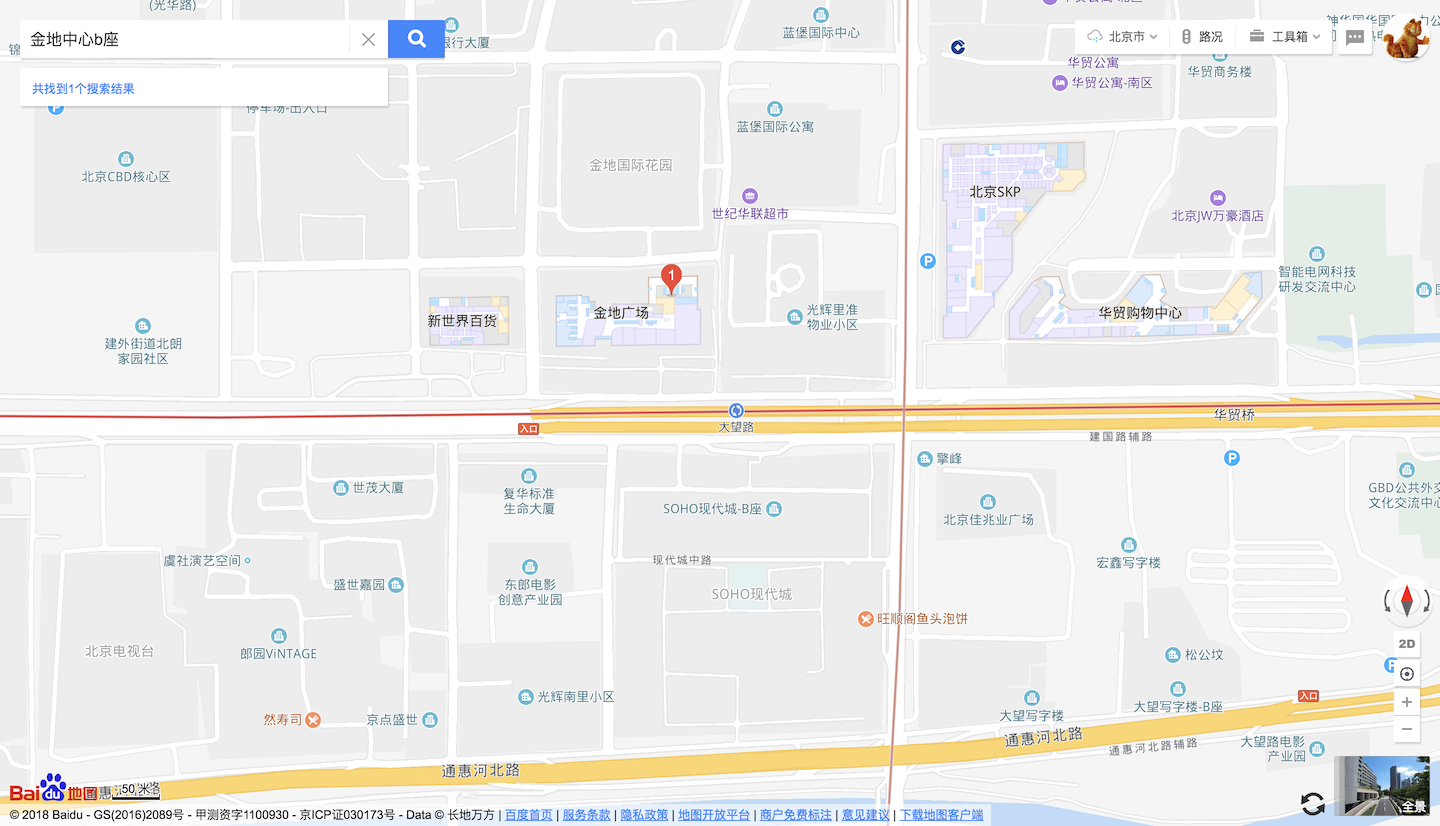 (光华路)
金地中心b座
共找到1个搜索结果
银行大厦
蓝堡国际中心
华贸公寓
华贸公寓-南区
华贸商务楼
北京市
路况
工具箱
停车场-出入口
蓝堡国际公寓
北京CBD核心区
金地国际花园
世纪华联超市
北京SKP
北京JW万豪酒店
智能电网科技
研发交流中心
1
新世界百货
金地广场
光辉里准
物业小区
华贸购物中心
建外街道北朗
家园社区
入口
大望路
华贸桥
建国路辅路
擎峰
世茂大厦
复华标准
生命大厦
SOHO现代城-B座
北京佳兆业广场
GBD公共外交
文化交流中心
虞社演艺空间
现代城中路
宏鑫写字楼
盛世嘉园
东郎电影
创意产业园
SOHO现代城
旺顺阁鱼头泡饼
北京电视台
郎园ViNTAGE
松公坟
2D
光辉南里小区
然寿司
京点盛世
大望写字楼
大望写字楼-B座
入口
通惠河北路
通惠河北路
通惠河北路辅路
大望路电影
产业园
Bai du 地图
50 米
全景
© 2018 Baidu - GS(2016)2089号 - 甲测资字1100930 - 京ICP证030173号 - Data © 长地万方 | 百度首页 | 服务条款 | 隐私政策 | 地图开放平台 | 商户免费标注 | 意见建议 | 下载地图客户端